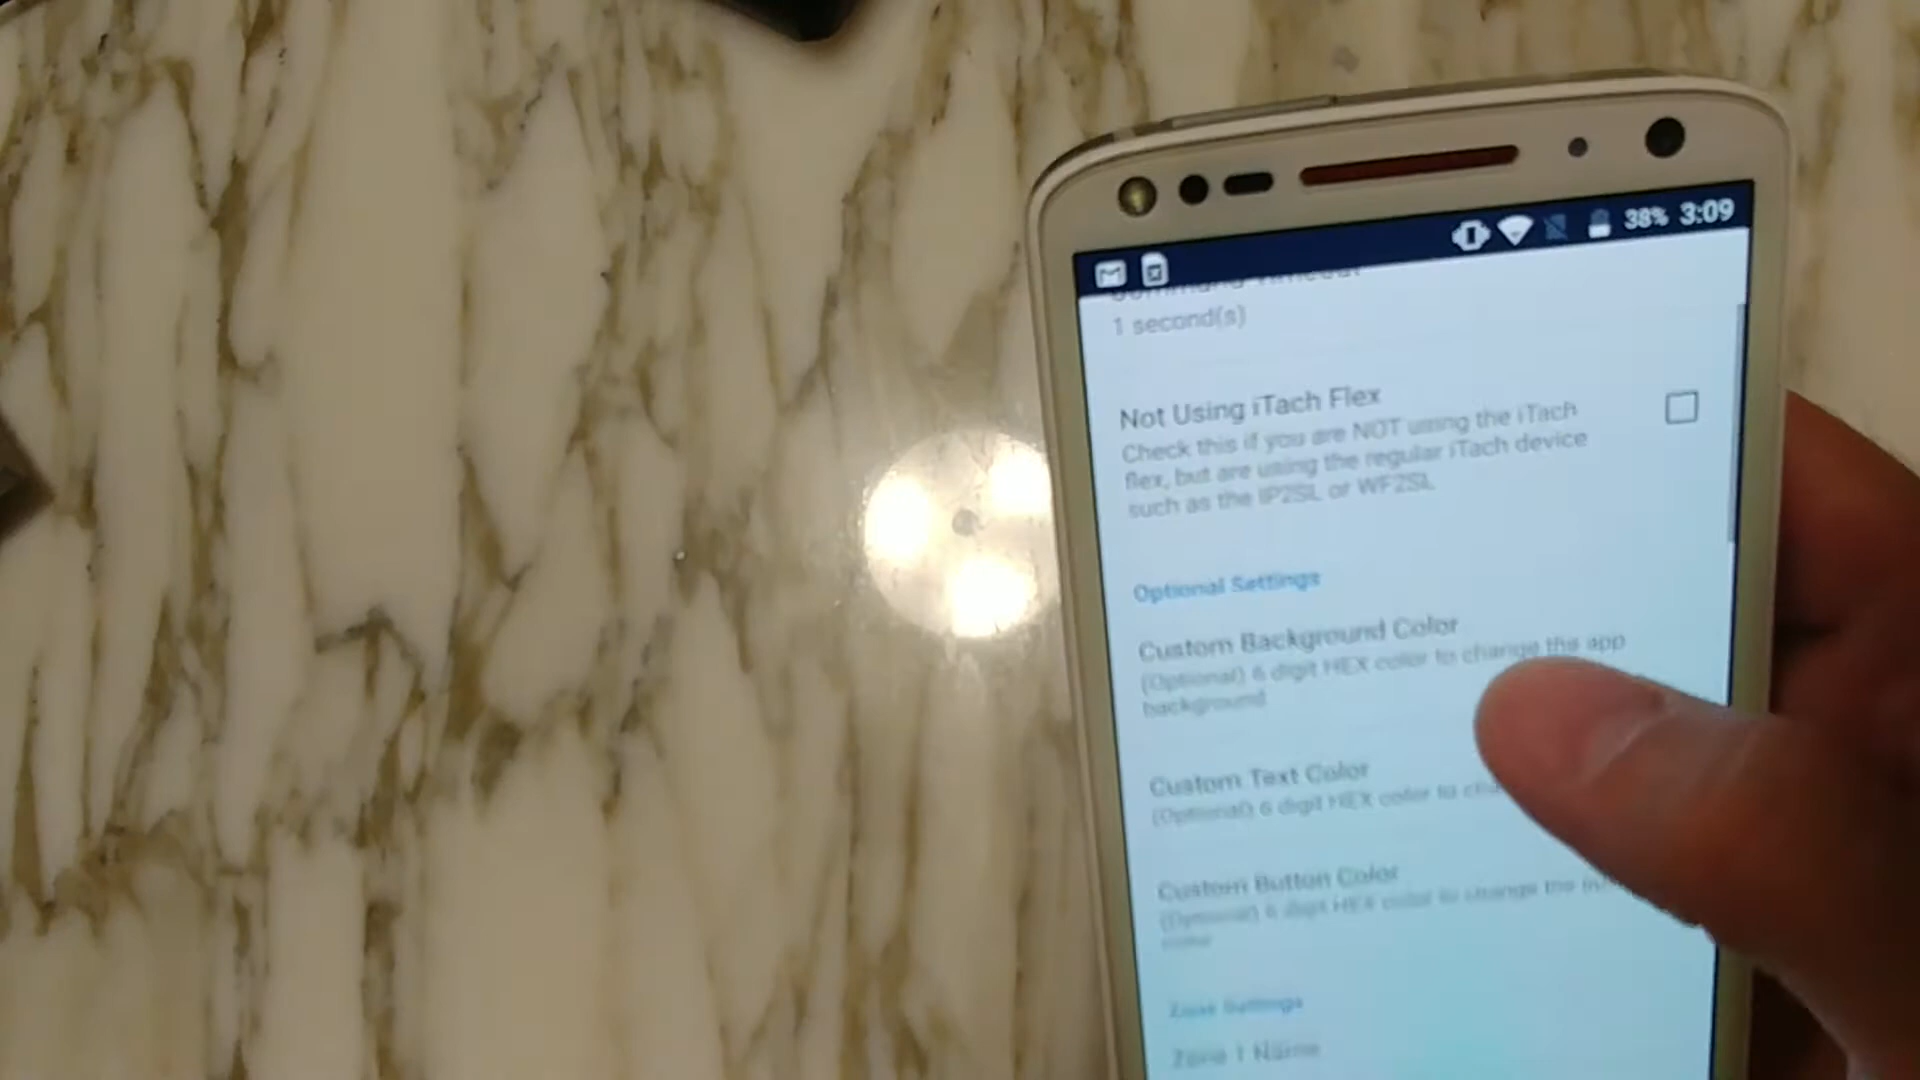 38% 3:09
Command Timeout
1 second(s)
Not Using iTach Flex
Check this if you are NOT using the iTach
flex, but are using the regular iTach device
such as the IP2SL or WF2SL
Optional Settings
Custom Background Color
(Optional) 6 digit HEX color to change the app
background
Custom Text Color
(Optional) 6 digit HEX color to
Custom Button Color
(Optional) 6 digit HEX color to change the
color
Zone Settings
Zone 1 Name